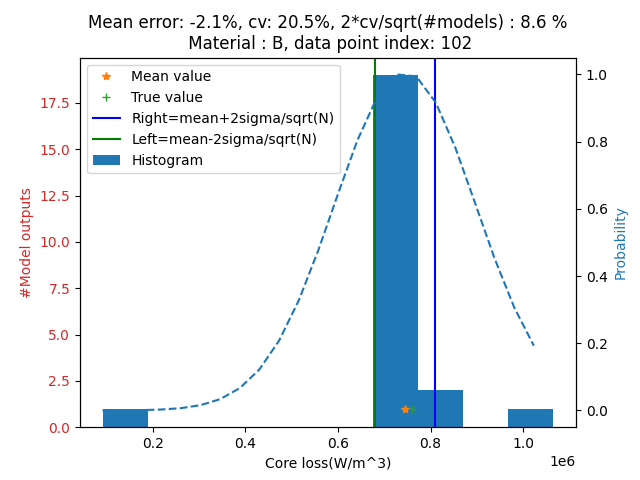 Mean error: -2.1%, cv: 20.5%, 2*cv/sqrt(#models) : 8.6 %
Material : B, data point index: 102
Mean value
True value
Right=mean+2sigma/sqrt(N)
Left=mean-2sigma/sqrt(N)
Histogram
#Model outputs
17.5
15.0
12.5
10.0
7.5
5.0
2.5
0.0
0.2
0.4
0.6
0.8
1.0
1e6
Core loss(W/m^3)
1.0
0.8
0.6
0.4
0.2
0.0
Probability